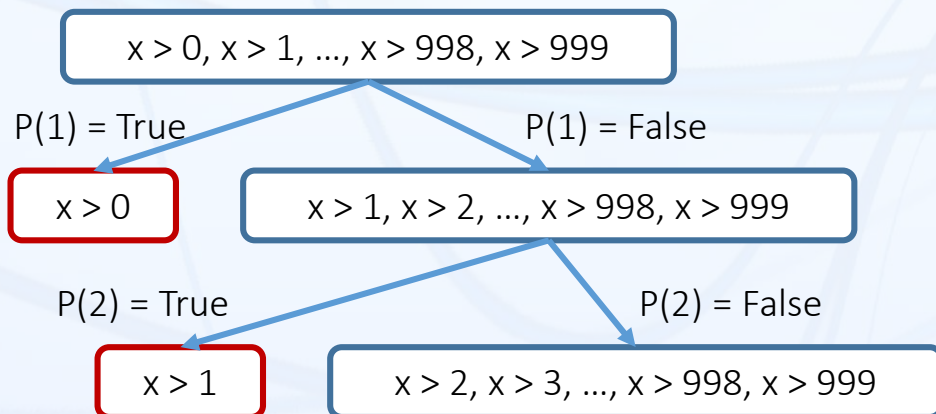 x > 0, x > 1, …, x > 998, x > 999
P(1) = True
P(1) = False
x > 0
x > 1, x > 2, …, x > 998, x > 999
P(2) = True
P(2) = False
x > 1
x > 2, x > 3, …, x > 998, x > 999